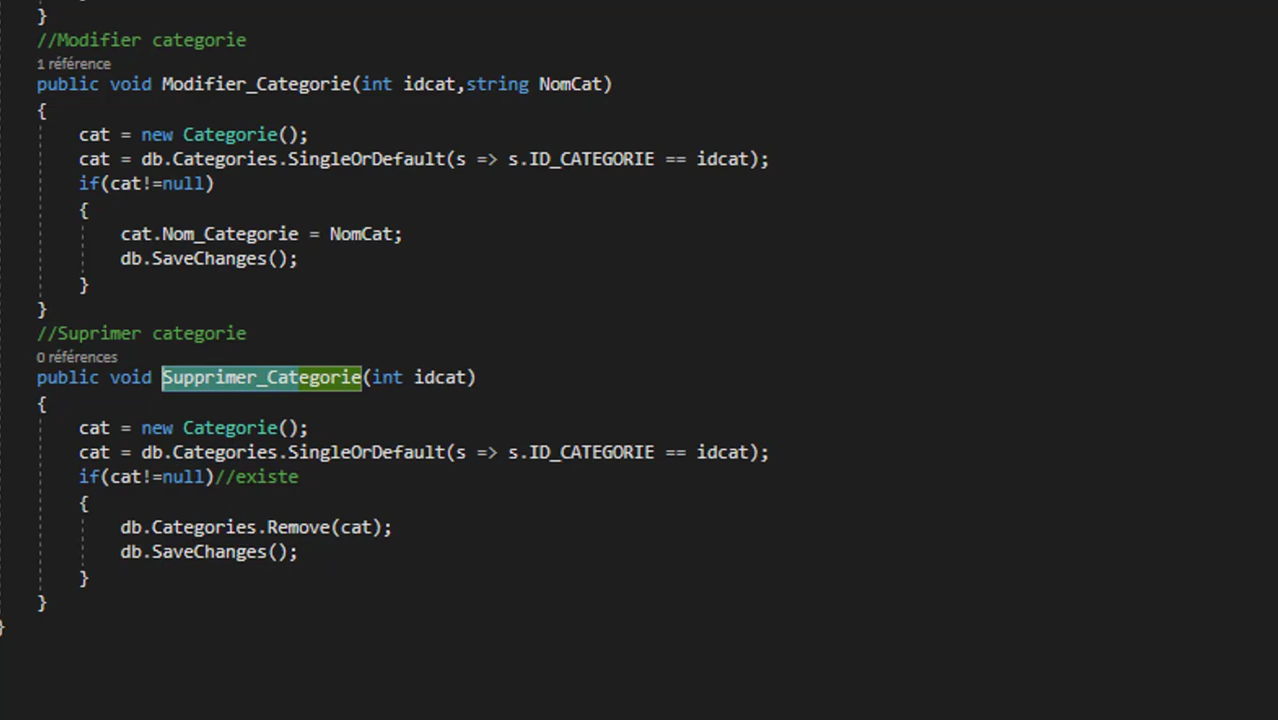 }
//Modifier categorie
1 référence
public void Modifier_Categorie(int idcat,string NomCat)
{
cat = new Categorie();
cat = db.Categories.SingleOrDefault(s => s.ID_CATEGORIE == idcat);
if(cat!=null)
{
cat.Nom_Categorie = NomCat;
db.SaveChanges();
}
}
//Suprimer categorie
0 références
public void Supprimer_Categorie(int idcat)
{
cat = new Categorie();
cat = db.Categories.SingleOrDefault(s => s.ID_CATEGORIE == idcat);
if(cat!=null)//existe
{
db.Categories.Remove(cat);
db.SaveChanges();
}
}
}